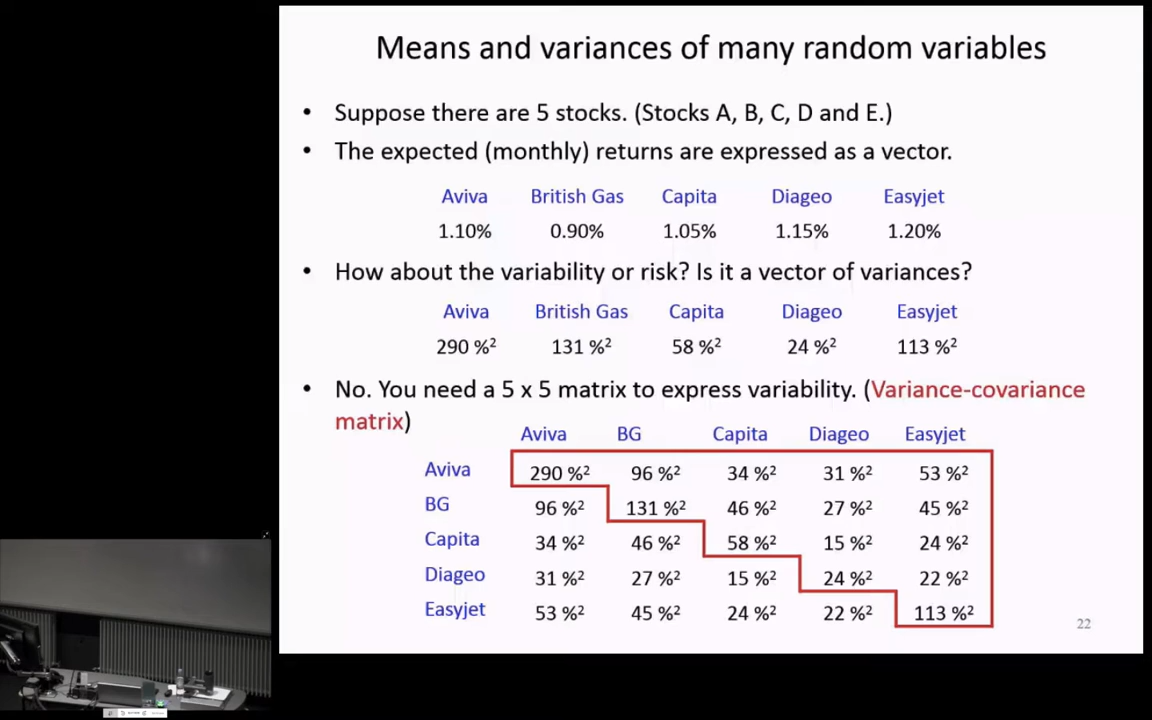 Means and variances of many random variables
• Suppose there are 5 stocks. (Stocks A, B, C, D and E.)
• The expected (monthly) returns are expressed as a vector.
Aviva British Gas Capita Diageo Easyjet
1.10% 0.90% 1.05% 1.15% 1.20%
• How about the variability or risk? Is it a vector of variances?
Aviva British Gas Capita Diageo Easyjet
290 %² 131 %² 58 %² 24 %² 113 %²
• No. You need a 5 x 5 matrix to express variability. (Variance-covariance
matrix)
Aviva BG Capita Diageo Easyjet
Aviva 290 %² 96 %² 34 %² 31 %² 53 %²
BG 96 %² 131 %² 46 %² 27 %² 45 %²
Capita 34 %² 46 %² 58 %² 15 %² 24 %²
Diageo 31 %² 27 %² 15 %² 24 %² 22 %²
Easyjet 53 %² 45 %² 24 %² 22 %² 113 %²
22